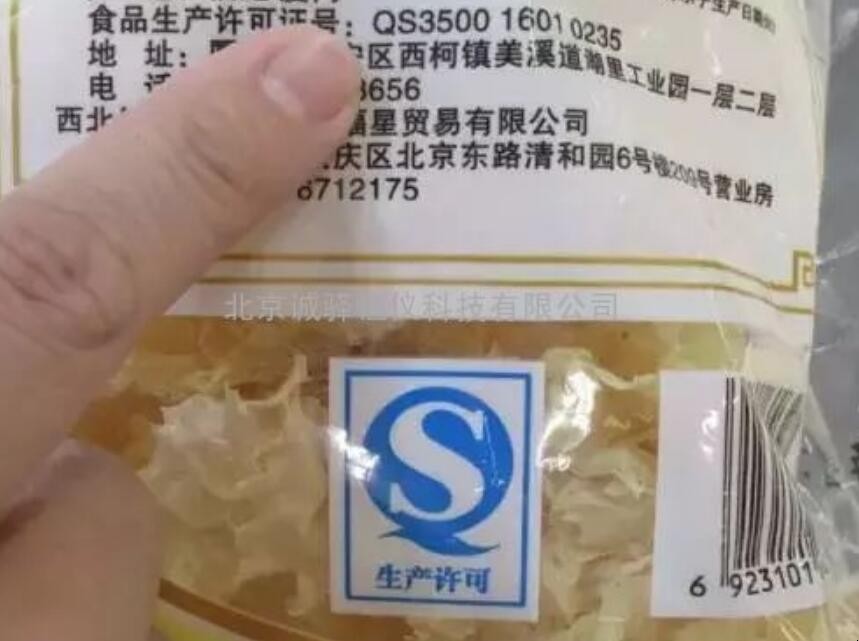 食品生产许可证号：QS3500 1601 0235
地 址： 安区西柯镇美溪道湖里工业园一层二层
电 3656
西北 福星贸易有限公司
庆区北京东路清和园6号楼209号营业房
8712175
北京诚驿 仪科技有限公司
QS
生产许可
6 923101